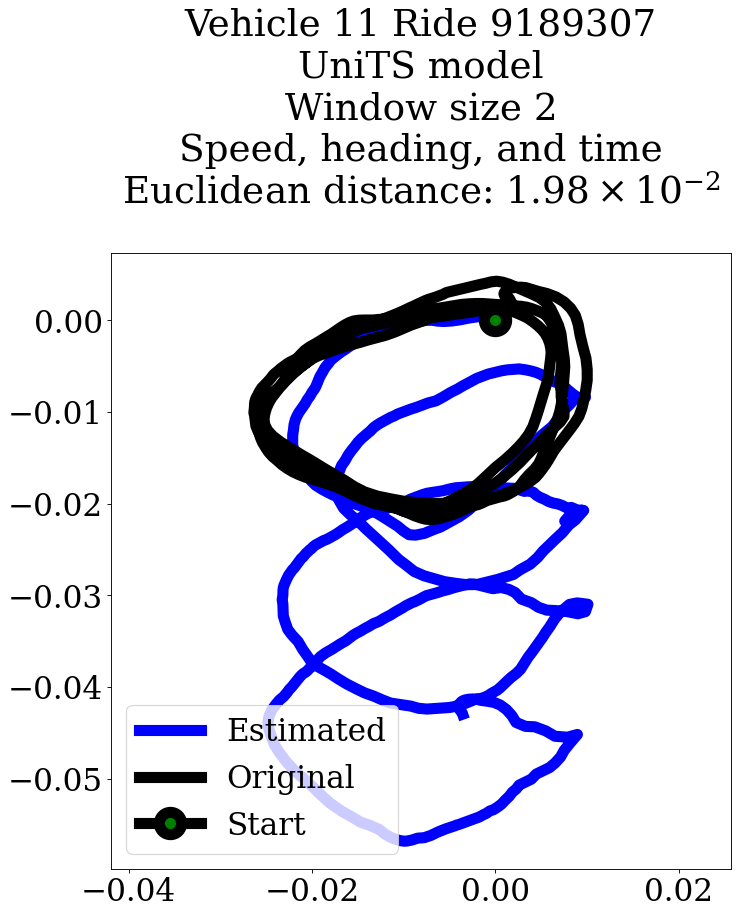 Vehicle 11 Ride 9189307
UniTS model
Window size 2
Speed, heading, and time
Euclidean distance: 1.98 × 10⁻²
0.00
−0.01
−0.02
−0.03
−0.04
−0.05
Estimated
Original
Start
−0.04 −0.02 0.00 0.02